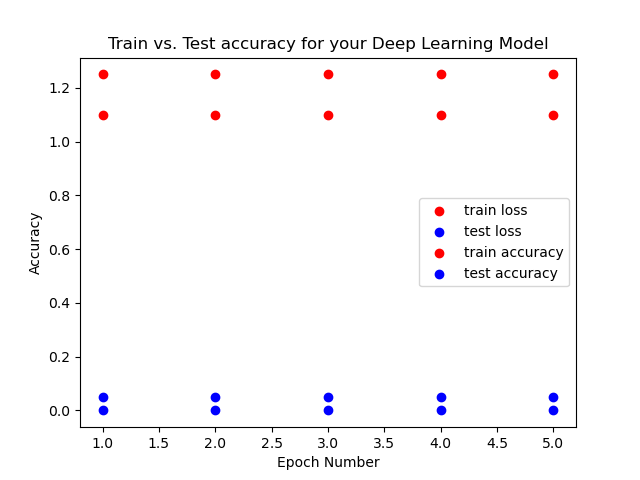 Train vs. Test accuracy for your Deep Learning Model
1.2
1.0
0.8
0.6
0.4
0.2
0.0
Accuracy
train loss
test loss
train accuracy
test accuracy
1.0 1.5 2.0 2.5 3.0 3.5 4.0 4.5 5.0
Epoch Number